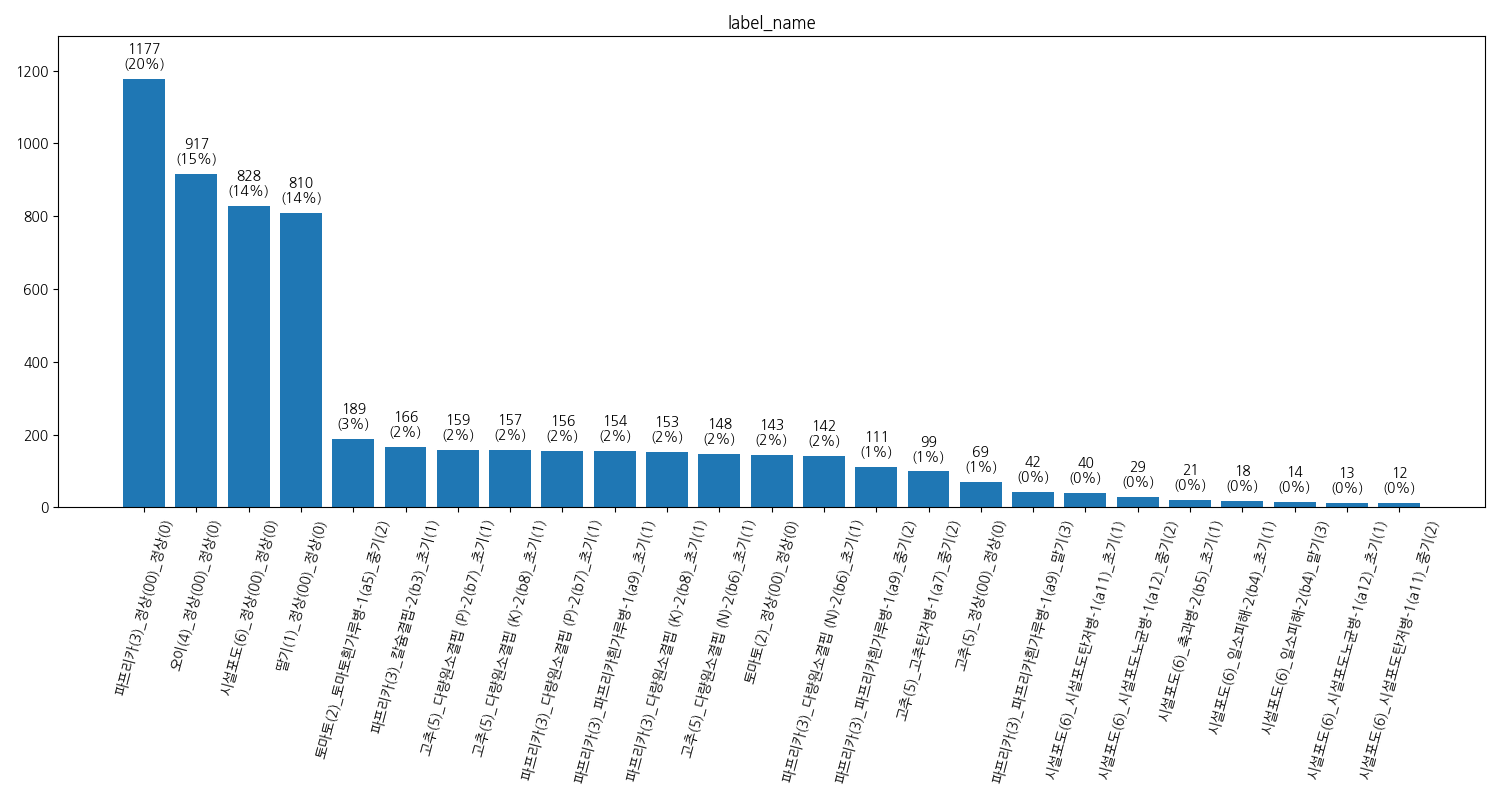 label_name
1200
1000
800
600
400
200
0
1177
(20%)
917
(15%)
828
(14%)
810
(14%)
189
(3%)
166
(2%)
159
(2%)
157
(2%)
156
(2%)
154
(2%)
153
(2%)
148
(2%)
143
(2%)
142
(2%)
111
(1%)
99
(1%)
69
(1%)
42
(0%)
40
(0%)
29
(0%)
21
(0%)
18
(0%)
14
(0%)
13
(0%)
12
(0%)
파프리카(3)_정상(00)_정상(0)
오이(4)_정상(00)_정상(0)
시설포도(6)_정상(00)_정상(0)
딸기(1)_정상(00)_정상(0)
토마토(2)_토마토흰가루병-1(a5)_중기(2)
파프리카(3)_칼슘결핍-2(b3)_초기(1)
고추(5)_다량원소결핍 (P)-2(b7)_초기(1)
고추(5)_다량원소결핍 (K)-2(b8)_초기(1)
파프리카(3)_다량원소결핍 (P)-2(b7)_초기(1)
파프리카(3)_파프리카흰가루병-1(a9)_초기(1)
파프리카(3)_다량원소결핍 (K)-2(b8)_초기(1)
고추(5)_다량원소결핍 (N)-2(b6)_초기(1)
토마토(2)_정상(00)_정상(0)
파프리카(3)_다량원소결핍 (N)-2(b6)_초기(1)
파프리카(3)_파프리카흰가루병-1(a9)_중기(2)
고추(5)_고추탄저병-1(a7)_중기(2)
고추(5)_정상(00)_정상(0)
파프리카(3)_파프리카흰가루병-1(a9)_말기(3)
시설포도(6)_시설포도탄저병-1(a11)_초기(1)
시설포도(6)_시설포도노균병-1(a12)_중기(2)
시설포도(6)_축과병-2(b5)_초기(1)
시설포도(6)_일소피해-2(b4)_초기(1)
시설포도(6)_일소피해-2(b4)_말기(3)
시설포도(6)_시설포도노균병-1(a12)_초기(1)
시설포도(6)_시설포도탄저병-1(a11)_중기(2)